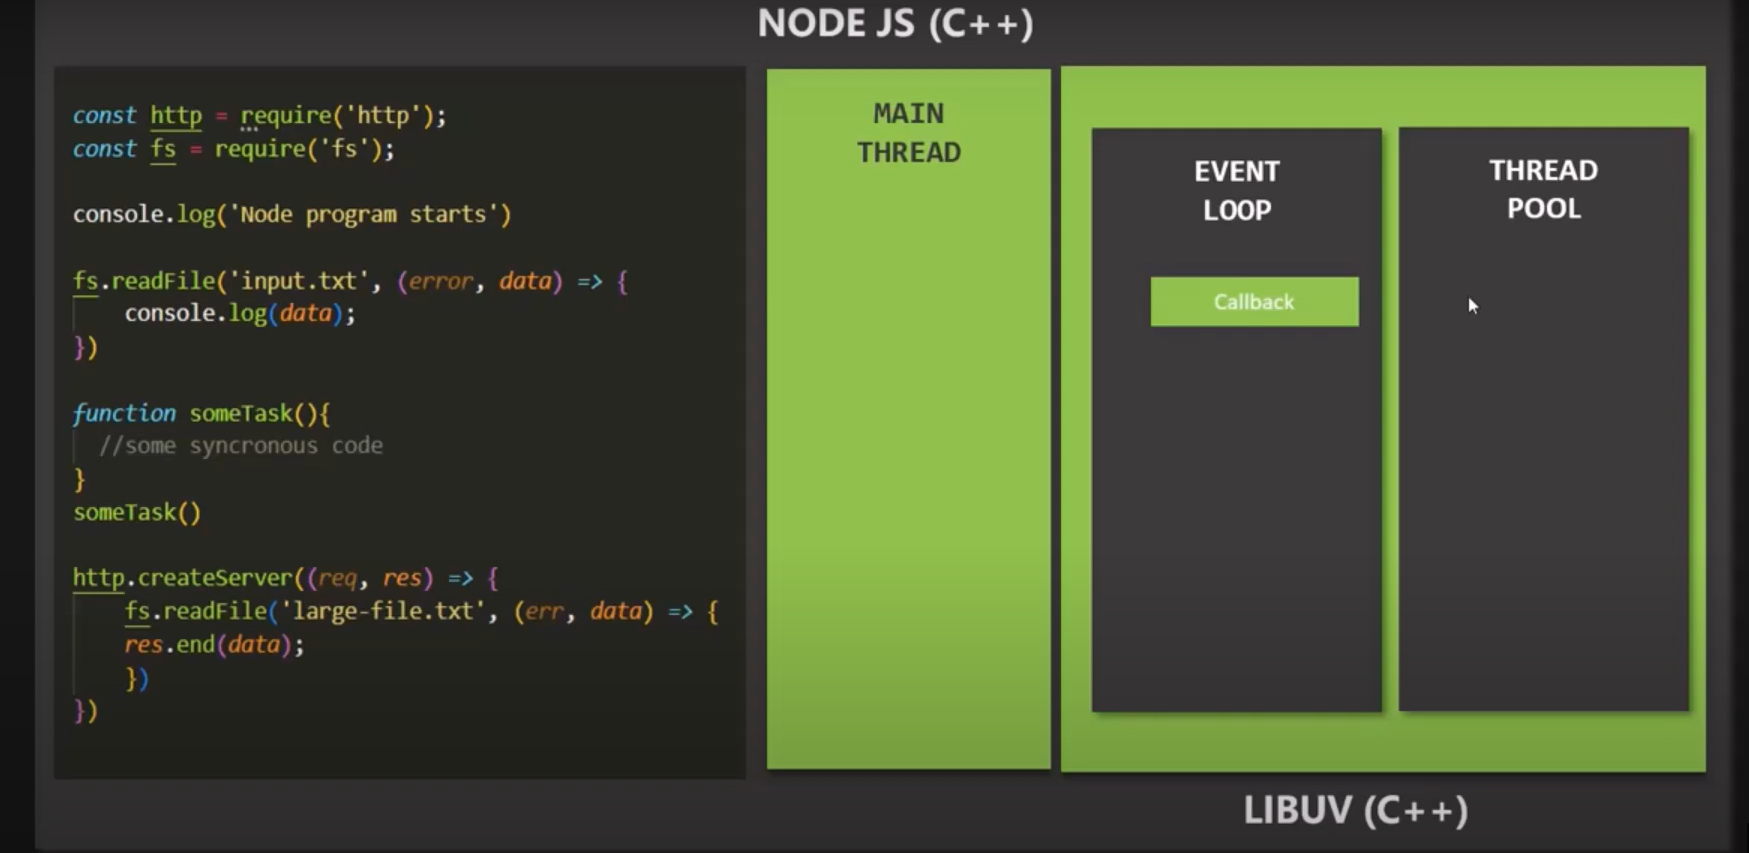 NODE JS (C++)
const http = require('http');
const fs = require('fs');
console.log('Node program starts')
fs.readFile('input.txt', (error, data) => {
console.log(data);
})
function someTask(){
//some syncronous code
}
someTask()
http.createServer((req, res) => {
fs.readFile('large-file.txt', (err, data) => {
res.end(data);
})
})
MAIN
THREAD
EVENT
LOOP
Callback
THREAD
POOL
LIBUV (C++)